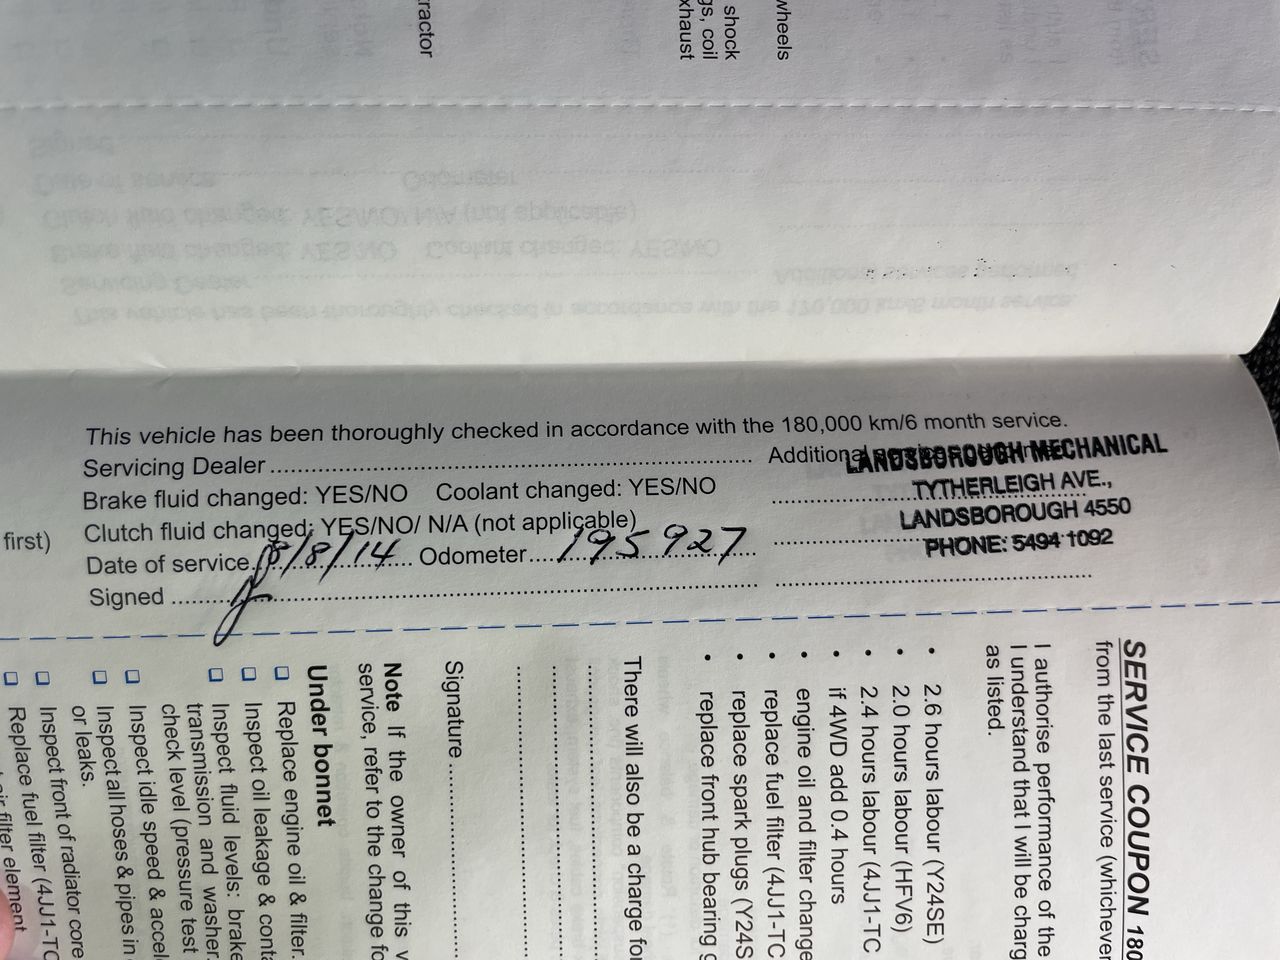 tractor
shock
gs, coil
xhaust
wheels
This vehicle has been thoroughly checked in accordance with the 180,000 km/6 month service.
Servicing Dealer
Brake fluid changed: YES/NO Coolant changed: YES/NO
Clutch fluid changed: YES/NO/ N/A (not applicable)
Date of service 18/8/14 Odometer 195 927
Signed
Additional
LANDSBOROUGH MECHANICAL
TYTHERLEIGH AVE.,
LANDSBOROUGH 4550
PHONE: 5494 1092
first)
SERVICE COUPON 180
from the last service (whichever
I authorise performance of the
I understand that I will be charg
as listed.
• 2.6 hours labour (Y24SE)
• 2.0 hours labour (HFV6)
• 2.4 hours labour (4JJ1-TC
• if 4WD add 0.4 hours
• engine oil and filter change
• replace fuel filter (4JJ1-TC
• replace spark plugs (Y24S
• replace front hub bearing g
There will also be a charge for
Signature
Note If the owner of this v
service, refer to the change fo
Under bonnet
❑ Replace engine oil & filter.
❑ Inspect oil leakage & conta
❑ Inspect fluid levels: brake
transmission and washer.
check level (pressure test
❑ Inspect idle speed & accel
❑ Inspect all hoses & pipes in
or leaks.
❑ Inspect front of radiator core
❑ Replace fuel filter (4JJ1-TC
air filter element